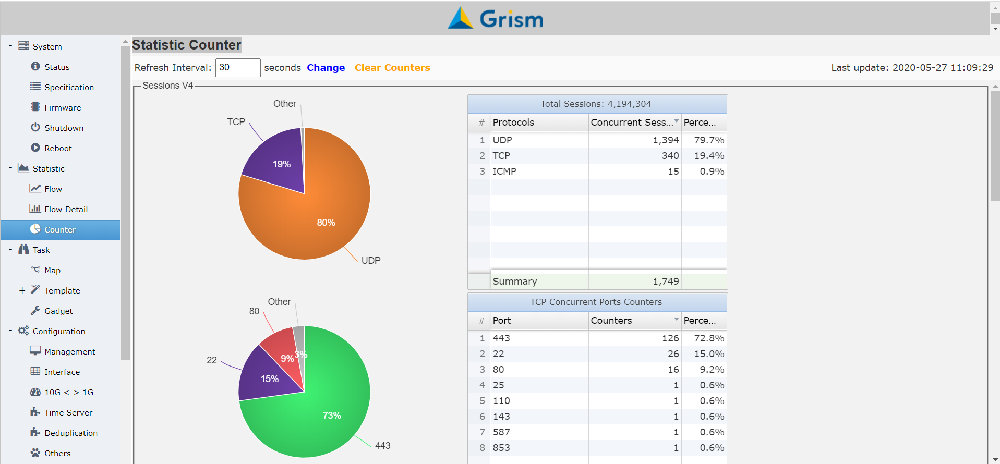 Grism
- System
Status
Specification
Firmware
Shutdown
Reboot
- Statistic
Flow
Flow Detail
Counter
- Task
Map
+ Template
Gadget
- Configuration
Management
Interface
10G <-> 1G
Time Server
Deduplication
Others
Statistic Counter
Refresh Interval: 30 seconds Change Clear Counters Last update: 2020-05-27 11:09:29
Sessions V4
Other
TCP
19%
80%
UDP
Total Sessions: 4,194,304
# Protocols Concurrent Sess... Perce...
1 UDP 1,394 79.7%
2 TCP 340 19.4%
3 ICMP 15 0.9%
Summary 1,749
Other
80
22
9%
3%
15%
73%
443
TCP Concurrent Ports Counters
# Port Counters Perce...
1 443 126 72.8%
2 22 26 15.0%
3 80 16 9.2%
4 25 1 0.6%
5 110 1 0.6%
6 143 1 0.6%
7 587 1 0.6%
8 853 1 0.6%